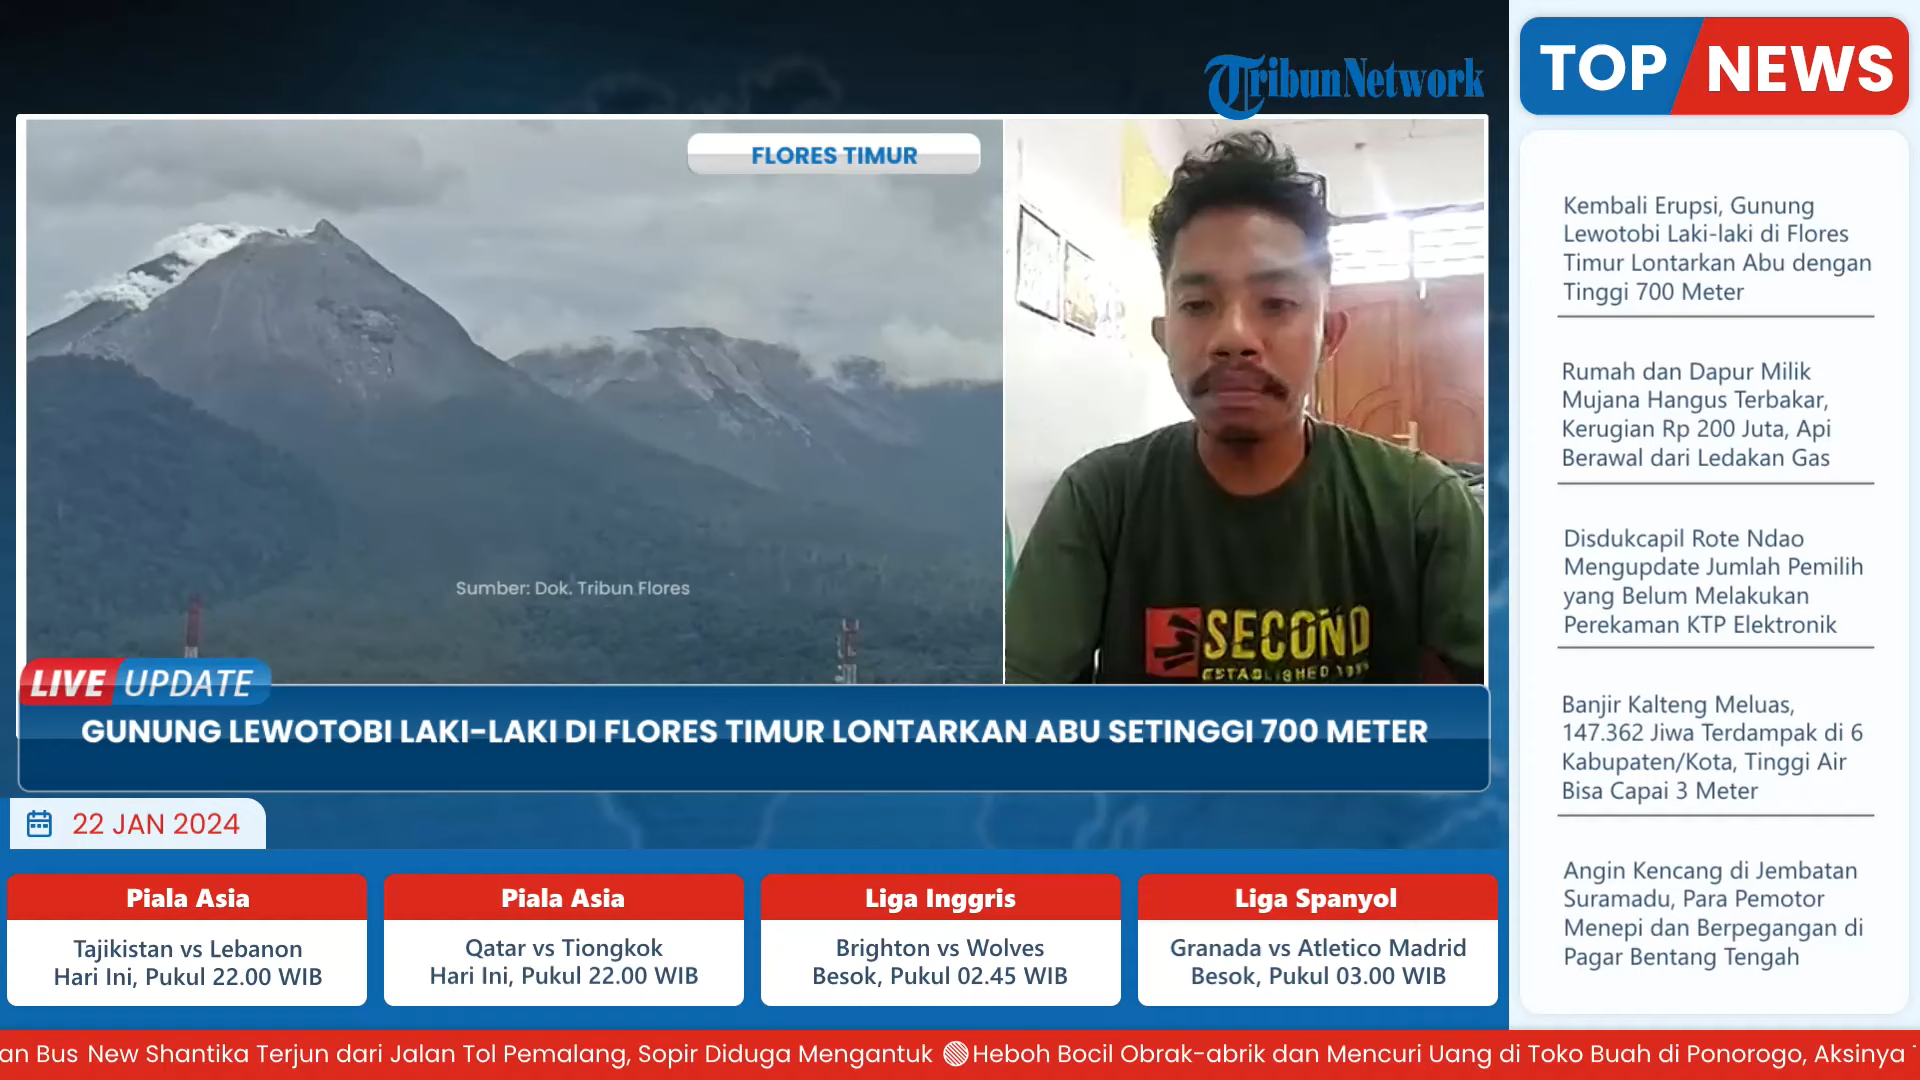 TribunNetwork
FLORES TIMUR
Sumber: Dok. Tribun Flores
SECOND
ESTABLISHED
LIVE UPDATE
GUNUNG LEWOTOBI LAKI-LAKI DI FLORES TIMUR LONTARKAN ABU SETINGGI 700 METER
22 JAN 2024
Piala Asia
Tajikistan vs Lebanon
Hari Ini, Pukul 22.00 WIB
Piala Asia
Qatar vs Tiongkok
Hari Ini, Pukul 22.00 WIB
Liga Inggris
Brighton vs Wolves
Besok, Pukul 02.45 WIB
Liga Spanyol
Granada vs Atletico Madrid
Besok, Pukul 03.00 WIB
TOP NEWS
Kembali Erupsi, Gunung
Lewotobi Laki-laki di Flores
Timur Lontarkan Abu dengan
Tinggi 700 Meter
Rumah dan Dapur Milik
Mujana Hangus Terbakar,
Kerugian Rp 200 Juta, Api
Berawal dari Ledakan Gas
Disdukcapil Rote Ndao
Mengupdate Jumlah Pemilih
yang Belum Melakukan
Perekaman KTP Elektronik
Banjir Kalteng Meluas,
147.362 Jiwa Terdampak di 6
Kabupaten/Kota, Tinggi Air
Bisa Capai 3 Meter
Angin Kencang di Jembatan
Suramadu, Para Pemotor
Menepi dan Berpegangan di
Pagar Bentang Tengah
an Bus New Shantika Terjun dari Jalan Tol Pemalang, Sopir Diduga Mengantuk Heboh Bocil Obrak-abrik dan Mencuri Uang di Toko Buah di Ponorogo, Aksinya